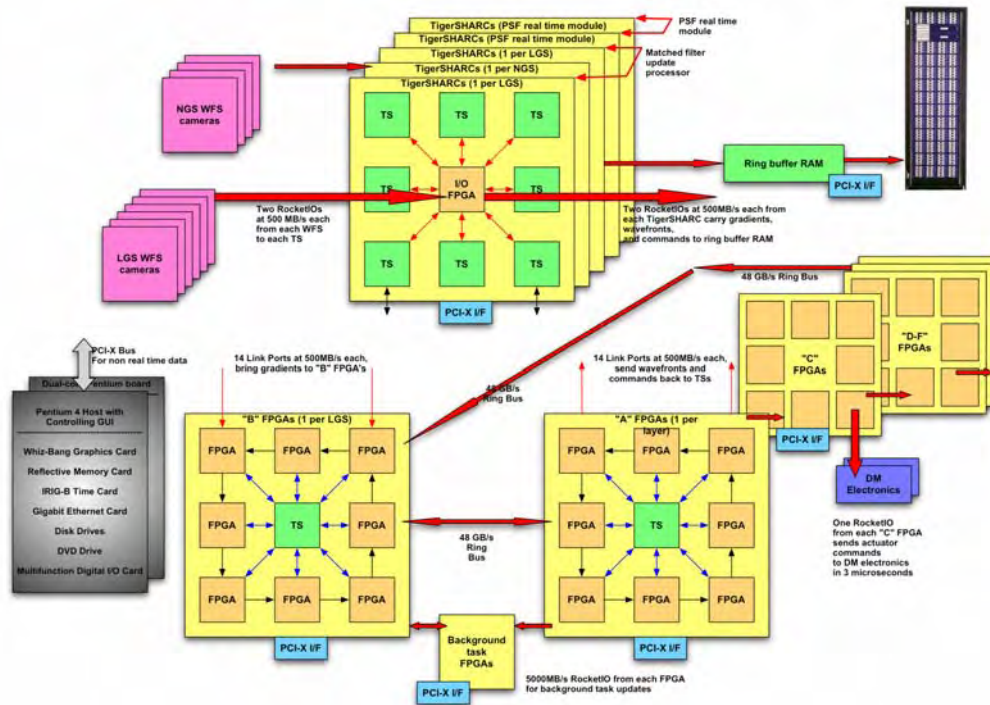 TigerSHARCs (PSF real time module)
TigerSHARCs (PSF real time module)
TigerSHARCs (1 per LGS)
TigerSHARCs (1 per NGS)
TigerSHARCs (1 per LGS)
PSF real time
module
Matched filter
update
processor
NGS WFS
cameras
TS
TS
TS
TS
I/O
FPGA
TS
TS
TS
TS
Ring buffer RAM
PCI-X I/F
Two RocketIOs
at 500 MB/s each
from each WFS
to each TS
Two RocketIOs at 500MB/s each from
each TigerSHARC carry gradients,
wavefronts,
and commands to ring buffer RAM
LGS WFS
cameras
PCI-X I/F
48 GB/s Ring Bus
"D-F"
FPGAs
"C"
FPGAs
PCI-X I/F
PCI-X Bus
For non real time data
Pentium 4 Host with
Controlling GUI
Whiz-Bang Graphics Card
Reflective Memory Card
IRIG-B Time Card
Gigabit Ethernet Card
Disk Drives
DVD Drive
Multifunction Digital I/O Card
14 Link Ports at 500MB/s each,
bring gradients to "B" FPGA's
48 GB/s
Ring Bus
14 Link Ports at 500MB/s each,
send wavefronts and
commands back to TSs
"B" FPGAs (1 per LGS)
FPGA
FPGA
FPGA
FPGA
TS
FPGA
FPGA
FPGA
FPGA
PCI-X I/F
48 GB/s
Ring
Bus
"A" FPGAs (1 per
layer)
FPGA
FPGA
FPGA
FPGA
TS
FPGA
FPGA
FPGA
FPGA
PCI-X I/F
DM
Electronics
One RocketIO
from each "C" FPGA
sends actuator
commands
to DM electronics
in 3 microseconds
Background
task
FPGAs
PCI-X I/F
5000MB/s RocketIO from each FPGA
for background task updates